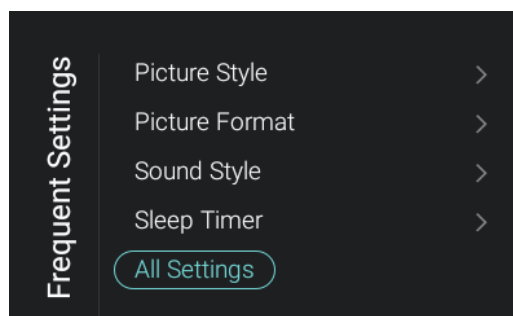 Frequent Settings
Picture Style
Picture Format
Sound Style
Sleep Timer
All Settings